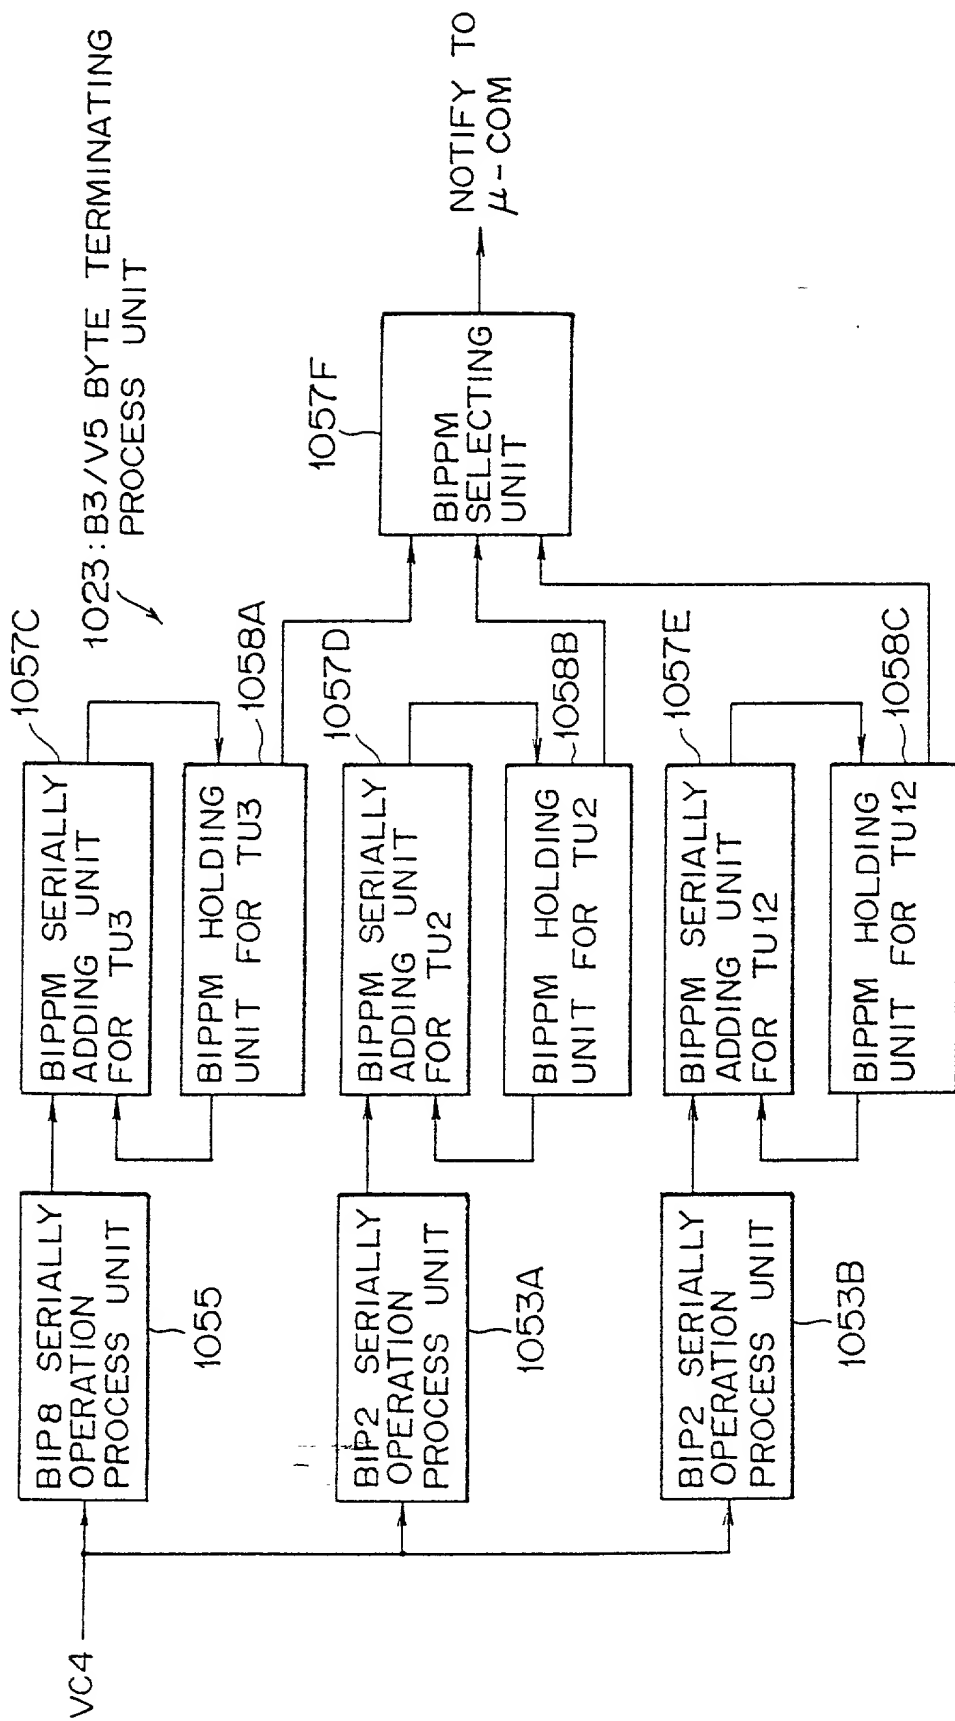 1023:B3/V5 BYTE TERMINATING
PROCESS UNIT
VC4
BIP8 SERIALLY
OPERATION
PROCESS UNIT
1055
BIPPM SERIALLY
ADDING UNIT
FOR TU3
1057C
BIPPM HOLDING
UNIT FOR TU3
1058A
BIP2 SERIALLY
OPERATION
PROCESS UNIT
1053A
BIPPM SERIALLY
ADDING UNIT
FOR TU2
1057D
BIPPM HOLDING
UNIT FOR TU2
1058B
BIP2 SERIALLY
OPERATION
PROCESS UNIT
1053B
BIPPM SERIALLY
ADDING UNIT
FOR TU12
1057E
BIPPM HOLDING
UNIT FOR TU12
1058C
1057F
BIPPM
SELECTING
UNIT
NOTIFY TO
μ-COM